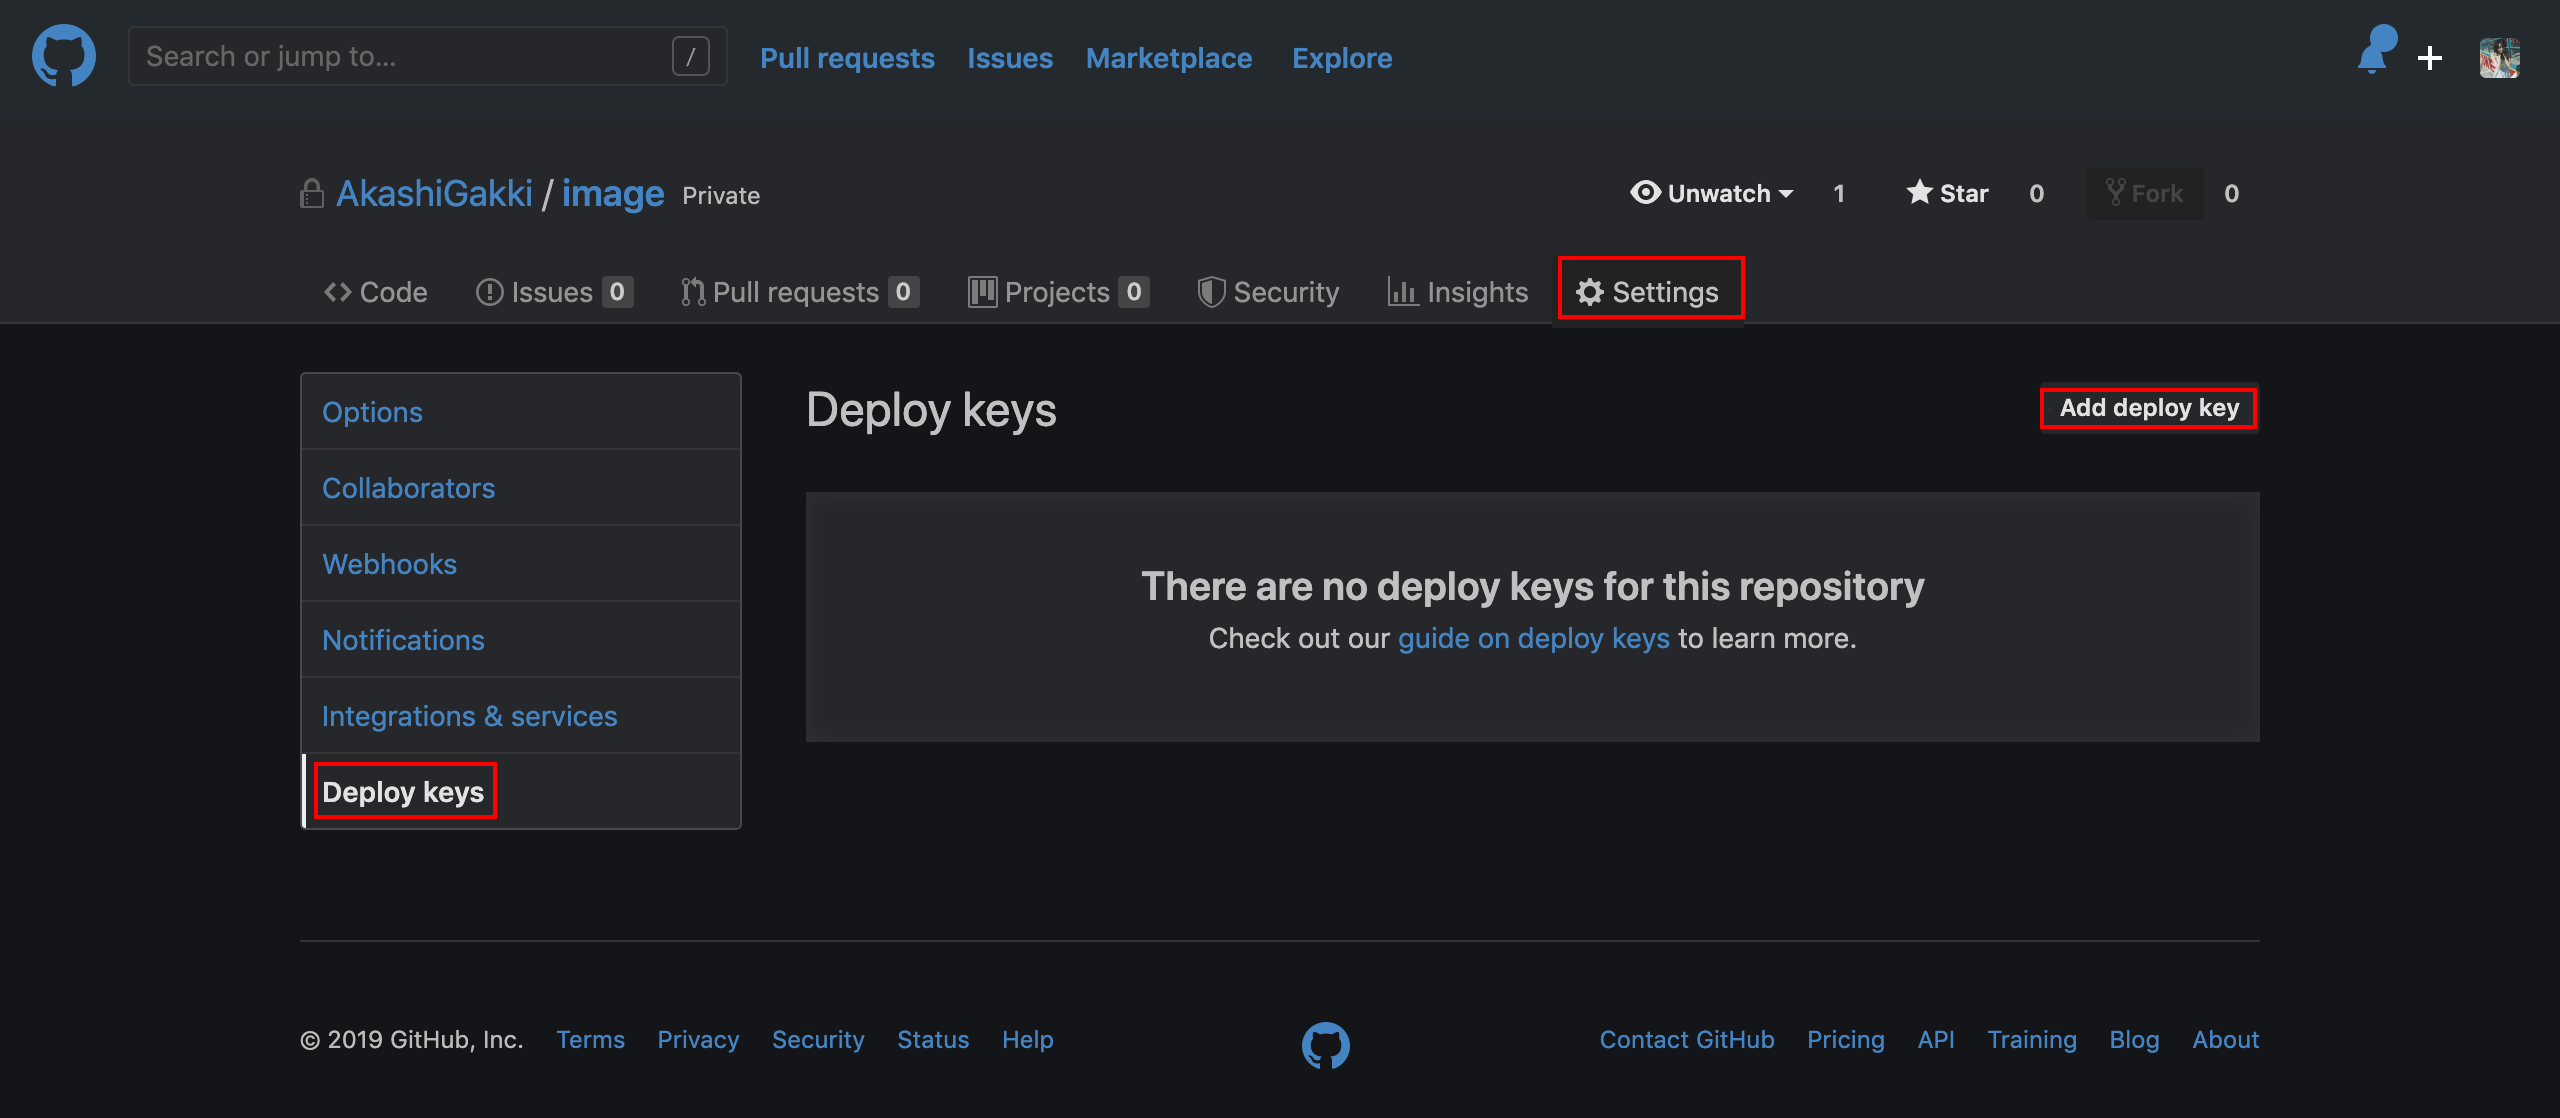 Search or jump to... /
Pull requests Issues Marketplace Explore
AkashiGakki / image Private
Unwatch 1 Star 0 Fork 0
Code Issues 0 Pull requests 0 Projects 0 Security Insights Settings
Options
Collaborators
Webhooks
Notifications
Integrations & services
Deploy keys
Deploy keys
Add deploy key
There are no deploy keys for this repository
Check out our guide on deploy keys to learn more.
© 2019 GitHub, Inc. Terms Privacy Security Status Help
Contact GitHub Pricing API Training Blog About